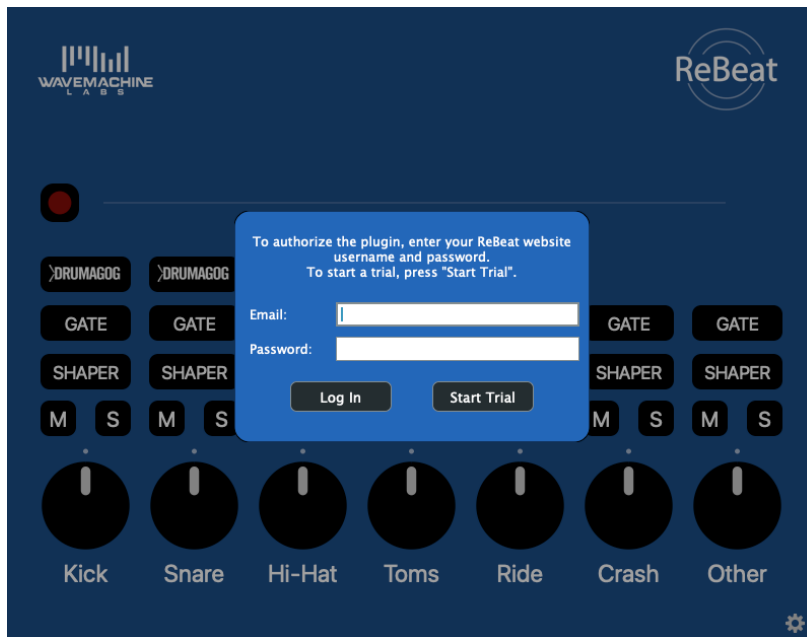 WAVEMACHINE
LABS
ReBeat
To authorize the plugin, enter your ReBeat website
username and password.
To start a trial, press "Start Trial".
Email:
Password:
Log In
Start Trial
DRUMAGOG
DRUMAGOG
GATE
GATE
GATE
GATE
SHAPER
SHAPER
SHAPER
SHAPER
M S
M S
M S
M S
Kick
Snare
Hi-Hat
Toms
Ride
Crash
Other